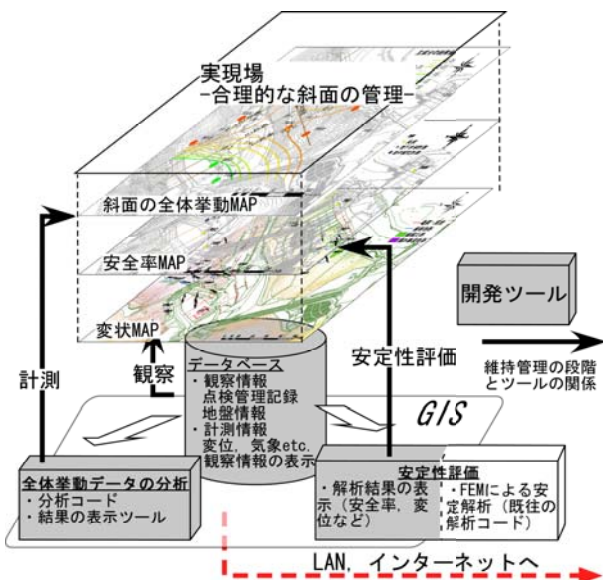 実現場
-合理的な斜面の管理-
斜面の全体挙動MAP
安全率MAP
変状MAP
計測
観察
安定性評価
開発ツール
維持管理の段階
とツールの関係
データベース
・観察情報
点検管理記録
地盤情報
・計測情報
変位，気象etc.
・観察情報の表示
GIS
全体挙動データの分析
・分析コード
・結果の表示ツール
安定性評価
・解析結果の表
示（安全率，変
位など）
・FEMによる安
定解析（既往の
解析コード）
LAN，インターネットへ